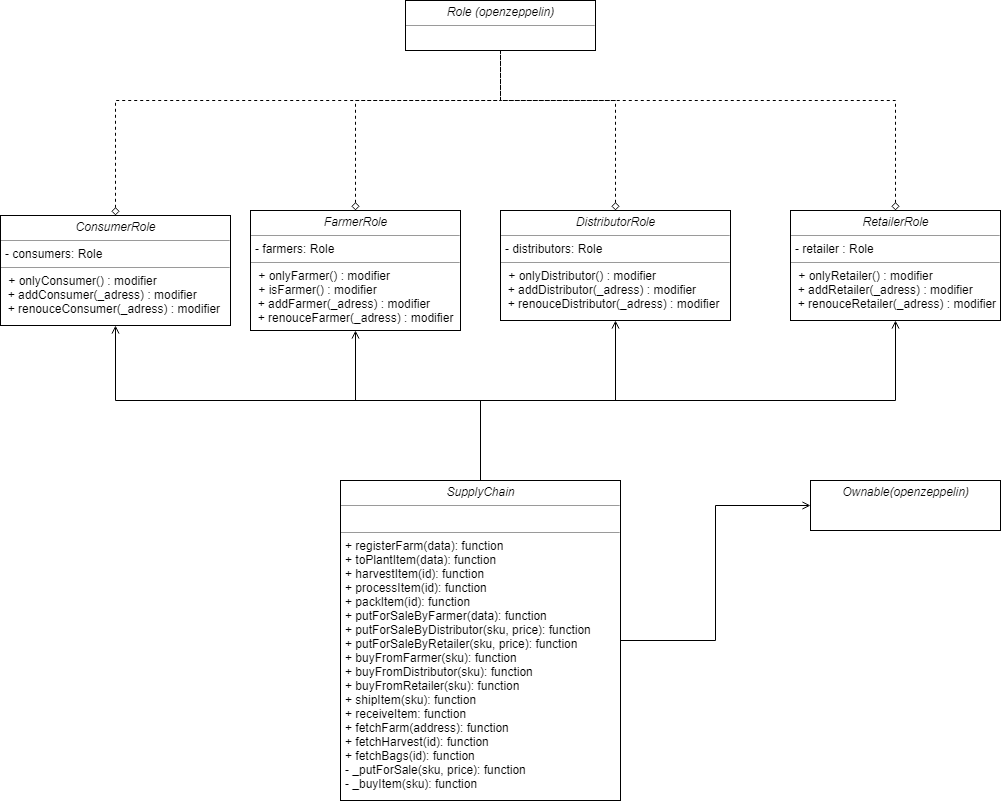 Role (openzeppelin)
ConsumerRole
- consumers: Role
+ onlyConsumer() : modifier
+ addConsumer(_adress) : modifier
+ renouceConsumer(_adress) : modifier
FarmerRole
- farmers: Role
+ onlyFarmer() : modifier
+ isFarmer() : modifier
+ addFarmer(_adress) : modifier
+ renouceFarmer(_adress) : modifier
DistributorRole
- distributors: Role
+ onlyDistributor() : modifier
+ addDistributor(_adress) : modifier
+ renouceDistributor(_adress) : modifier
RetailerRole
- retailer : Role
+ onlyRetailer() : modifier
+ addRetailer(_adress) : modifier
+ renouceRetailer(_adress) : modifier
SupplyChain
+ registerFarm(data): function
+ toPlantItem(data): function
+ harvestItem(id): function
+ processItem(id): function
+ packItem(id): function
+ putForSaleByFarmer(data): function
+ putForSaleByDistributor(sku, price): function
+ putForSaleByRetailer(sku, price): function
+ buyFromFarmer(sku): function
+ buyFromDistributor(sku): function
+ buyFromRetailer(sku): function
+ shipItem(sku): function
+ receiveItem: function
+ fetchFarm(address): function
+ fetchHarvest(id): function
+ fetchBags(id): function
- _putForSale(sku, price): function
- _buyItem(sku): function
Ownable(openzeppelin)